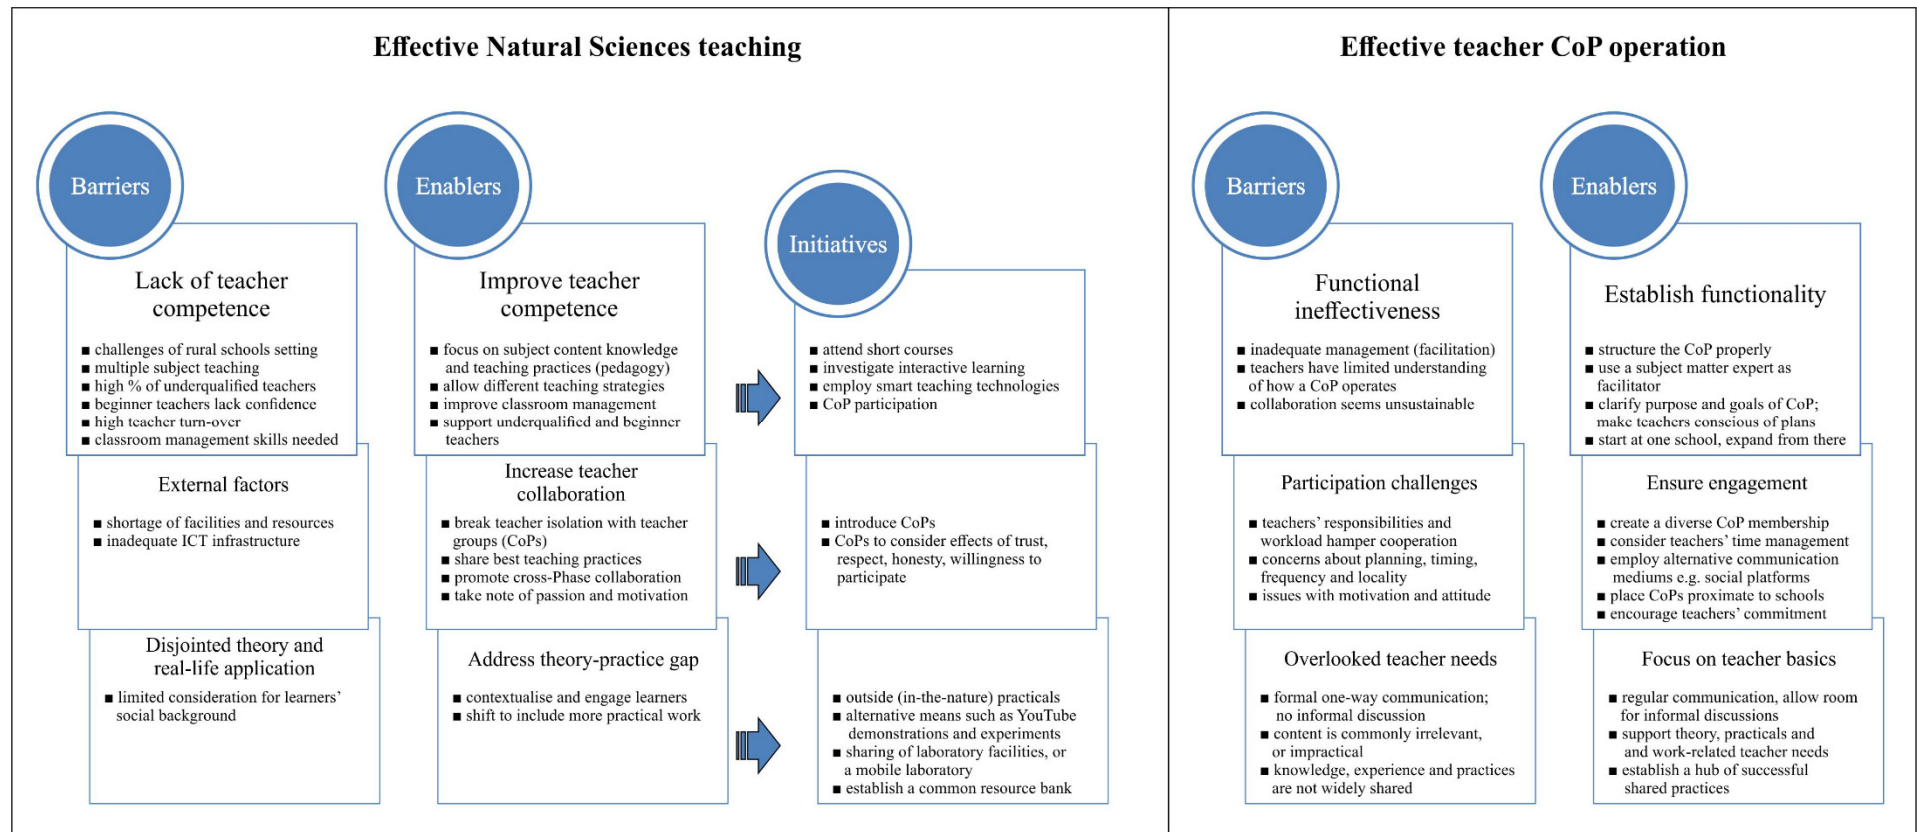 Effective Natural Sciences teaching
Barriers
Lack of teacher
competence
■ challenges of rural schools setting
■ multiple subject teaching
■ high % of underqualified teachers
■ beginner teachers lack confidence
■ high teacher turn-over
■ classroom management skills needed
External factors
■ shortage of facilities and resources
■ inadequate ICT infrastructure
Disjointed theory and
real-life application
■ limited consideration for learners'
social background
Enablers
Improve teacher
competence
■ focus on subject content knowledge
and teaching practices (pedagogy)
■ allow different teaching strategies
■ improve classroom management
■ support underqualified and beginner
teachers
Increase teacher
collaboration
■ break teacher isolation with teacher
groups (CoPs)
■ share best teaching practices
■ promote cross-Phase collaboration
■ take note of passion and motivation
Address theory-practice gap
■ contextualise and engage learners
■ shift to include more practical work
Initiatives
■ attend short courses
■ investigate interactive learning
■ employ smart teaching technologies
■ CoP participation
■ introduce CoPs
■ CoPs to consider effects of trust,
respect, honesty, willingness to
participate
■ outside (in-the-nature) practicals
■ alternative means such as YouTube
demonstrations and experiments
■ sharing of laboratory facilities, or
a mobile laboratory
■ establish a common resource bank
Effective teacher CoP operation
Barriers
Functional
ineffectiveness
■ inadequate management (facilitation)
■ teachers have limited understanding
of how a CoP operates
■ collaboration seems unsustainable
Participation challenges
■ teachers' responsibilities and
workload hamper cooperation
■ concerns about planning, timing,
frequency and locality
■ issues with motivation and attitude
Overlooked teacher needs
■ formal one-way communication;
no informal discussion
■ content is commonly irrelevant,
or impractical
■ knowledge, experience and practices
are not widely shared
Enablers
Establish functionality
■ structure the CoP properly
■ use a subject matter expert as
facilitator
■ clarify purpose and goals of CoP;
make teachers conscious of plans
■ start at one school, expand from there
Ensure engagement
■ create a diverse CoP membership
■ consider teachers' time management
■ employ alternative communication
mediums e.g. social platforms
■ place CoPs proximate to schools
■ encourage teachers' commitment
Focus on teacher basics
■ regular communication, allow room
for informal discussions
■ support theory, practicals and
and work-related teacher needs
■ establish a hub of successful
shared practices